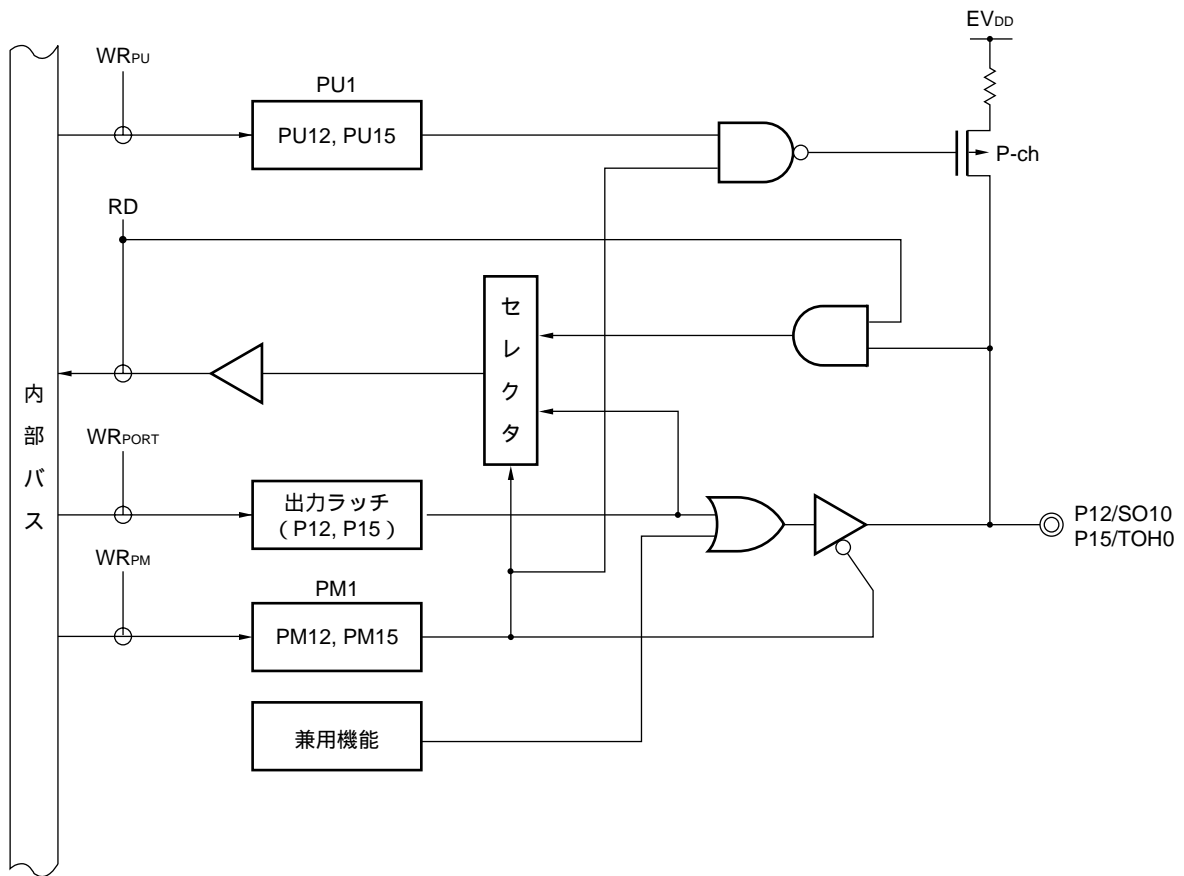 EVDD
WRPU
PU1
PU12, PU15
P-ch
RD
セレクタ
内部バス
WRPORT
出力ラッチ
（P12, P15）
P12/SO10
P15/TOH0
WRPM
PM1
PM12, PM15
兼用機能